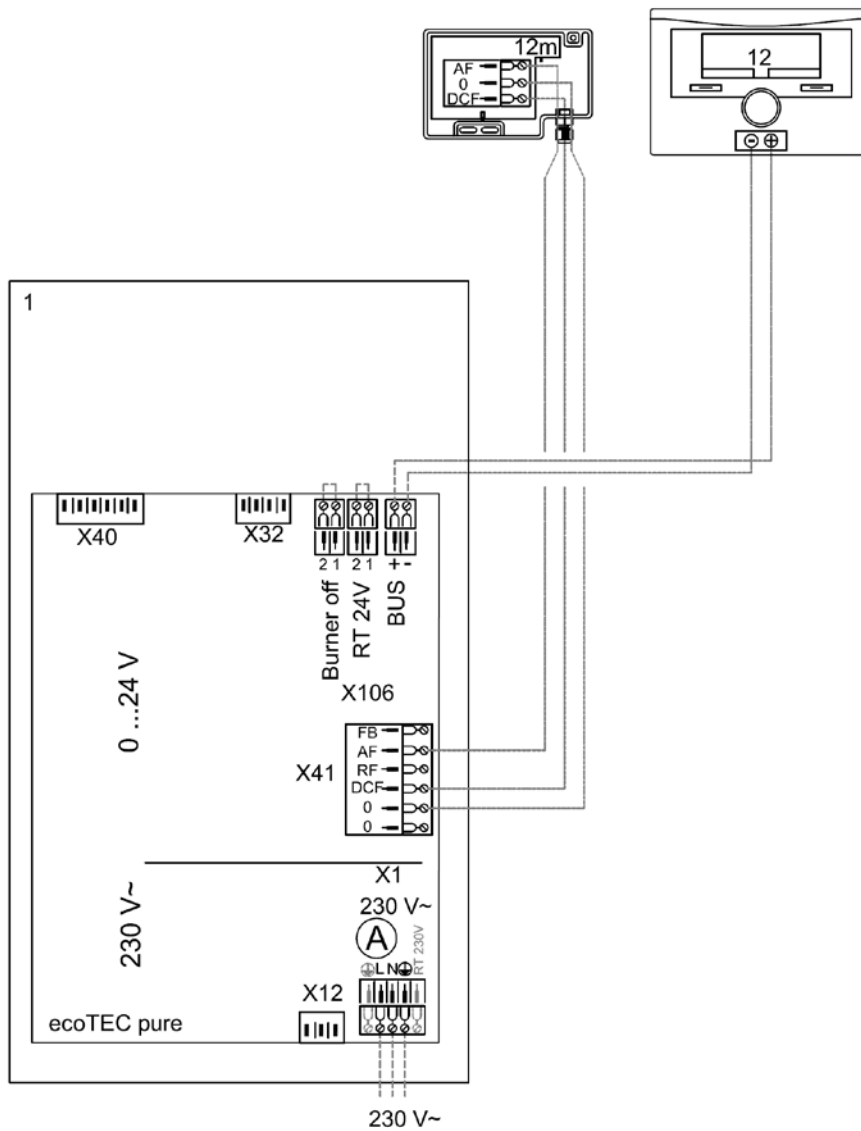 12m
AF
0
DCF
12
- +
1
X40
X32
2 1
2 1
+ -
Burner off
RT 24V
BUS
X106
0 ...24 V
X41
FB
AF
RF
DCF
0
0
X1
230 V~
230 V~
A
L N
RT 230V
X12
ecoTEC pure
230 V~